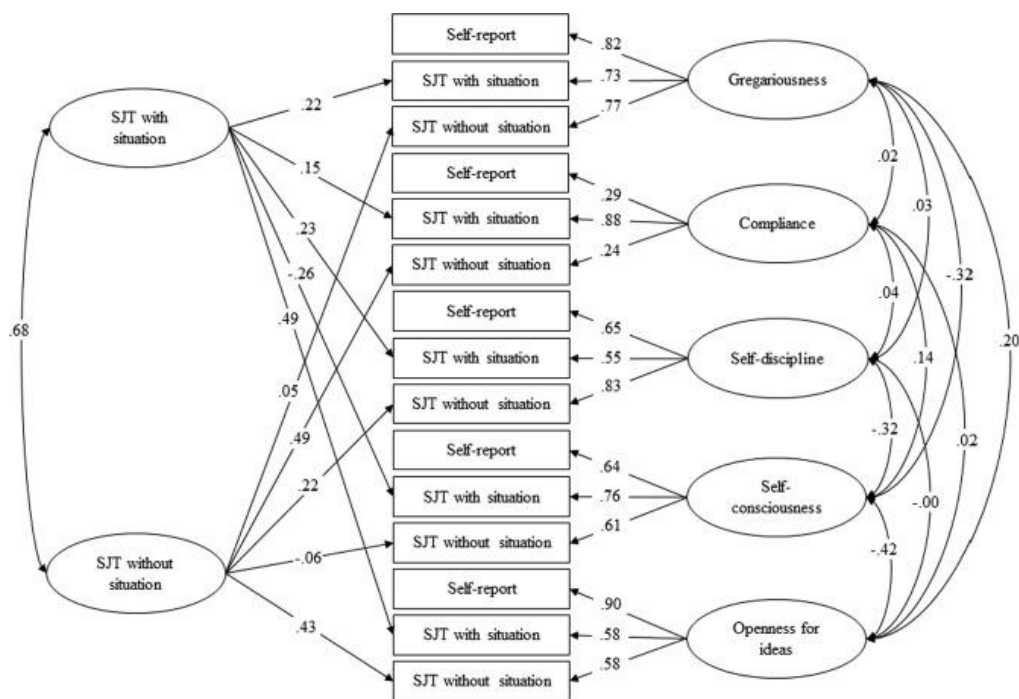 Self-report
.82
SJT with situation
.73
Gregariousness
.22
SJT with
situation
SJT without situation
.77
.15
Self-report
.02
.29
SJT with situation
.88
Compliance
.03
.23
SJT without situation
.24
-.32
-.26
Self-report
.04
.65
.49
SJT with situation
.55
Self-discipline
.68
.14
.20
.05
SJT without situation
.83
.49
Self-report
-.32
.02
.64
.22
SJT with situation
.76
Self-
consciousness
-.00
SJT without situation
.61
-.06
-.42
SJT without
situation
Self-report
.90
.43
SJT with situation
.58
Openness for
ideas
SJT without situation
.58